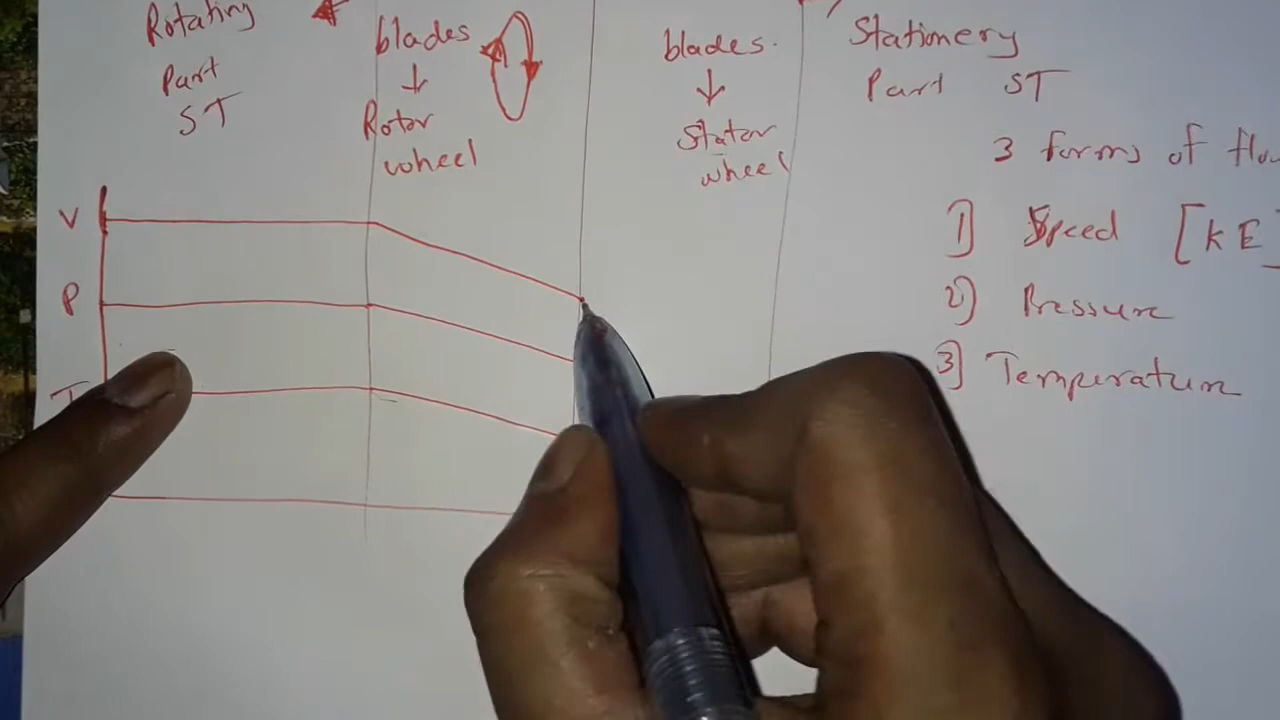 Rotating
Part
ST
blades
Rotor
wheel
blades.
Stator
wheel
Stationery
Part ST
3 forms of
1) Speed [KE]
2) Pressure
3) Temperature
V
P
T